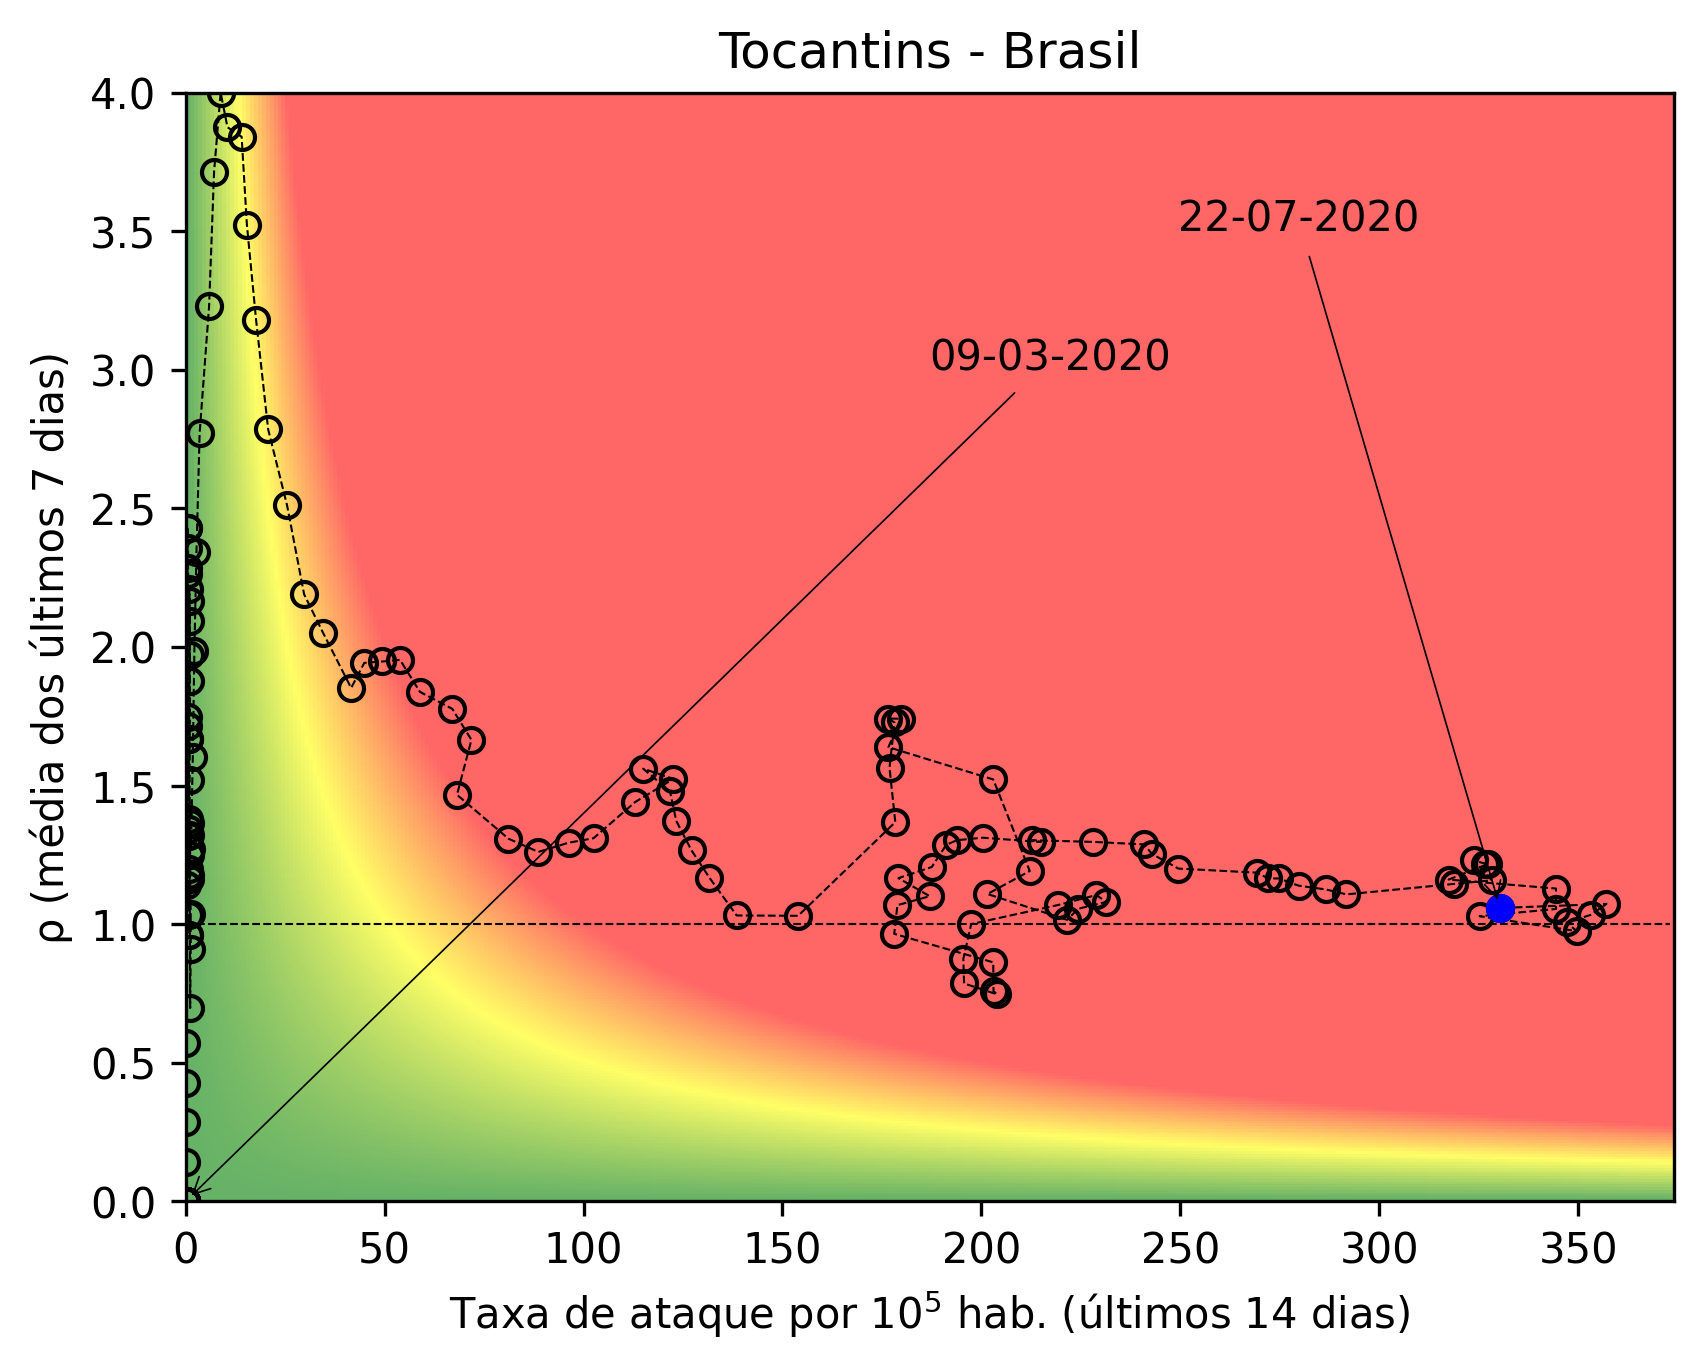 Tocantins - Brasil
4.0
3.5
3.0
2.5
2.0
1.5
1.0
0.5
0.0
ρ (média dos últimos 7 dias)
22-07-2020
09-03-2020
0 50 100 150 200 250 300 350
Taxa de ataque por 10⁵ hab. (últimos 14 dias)